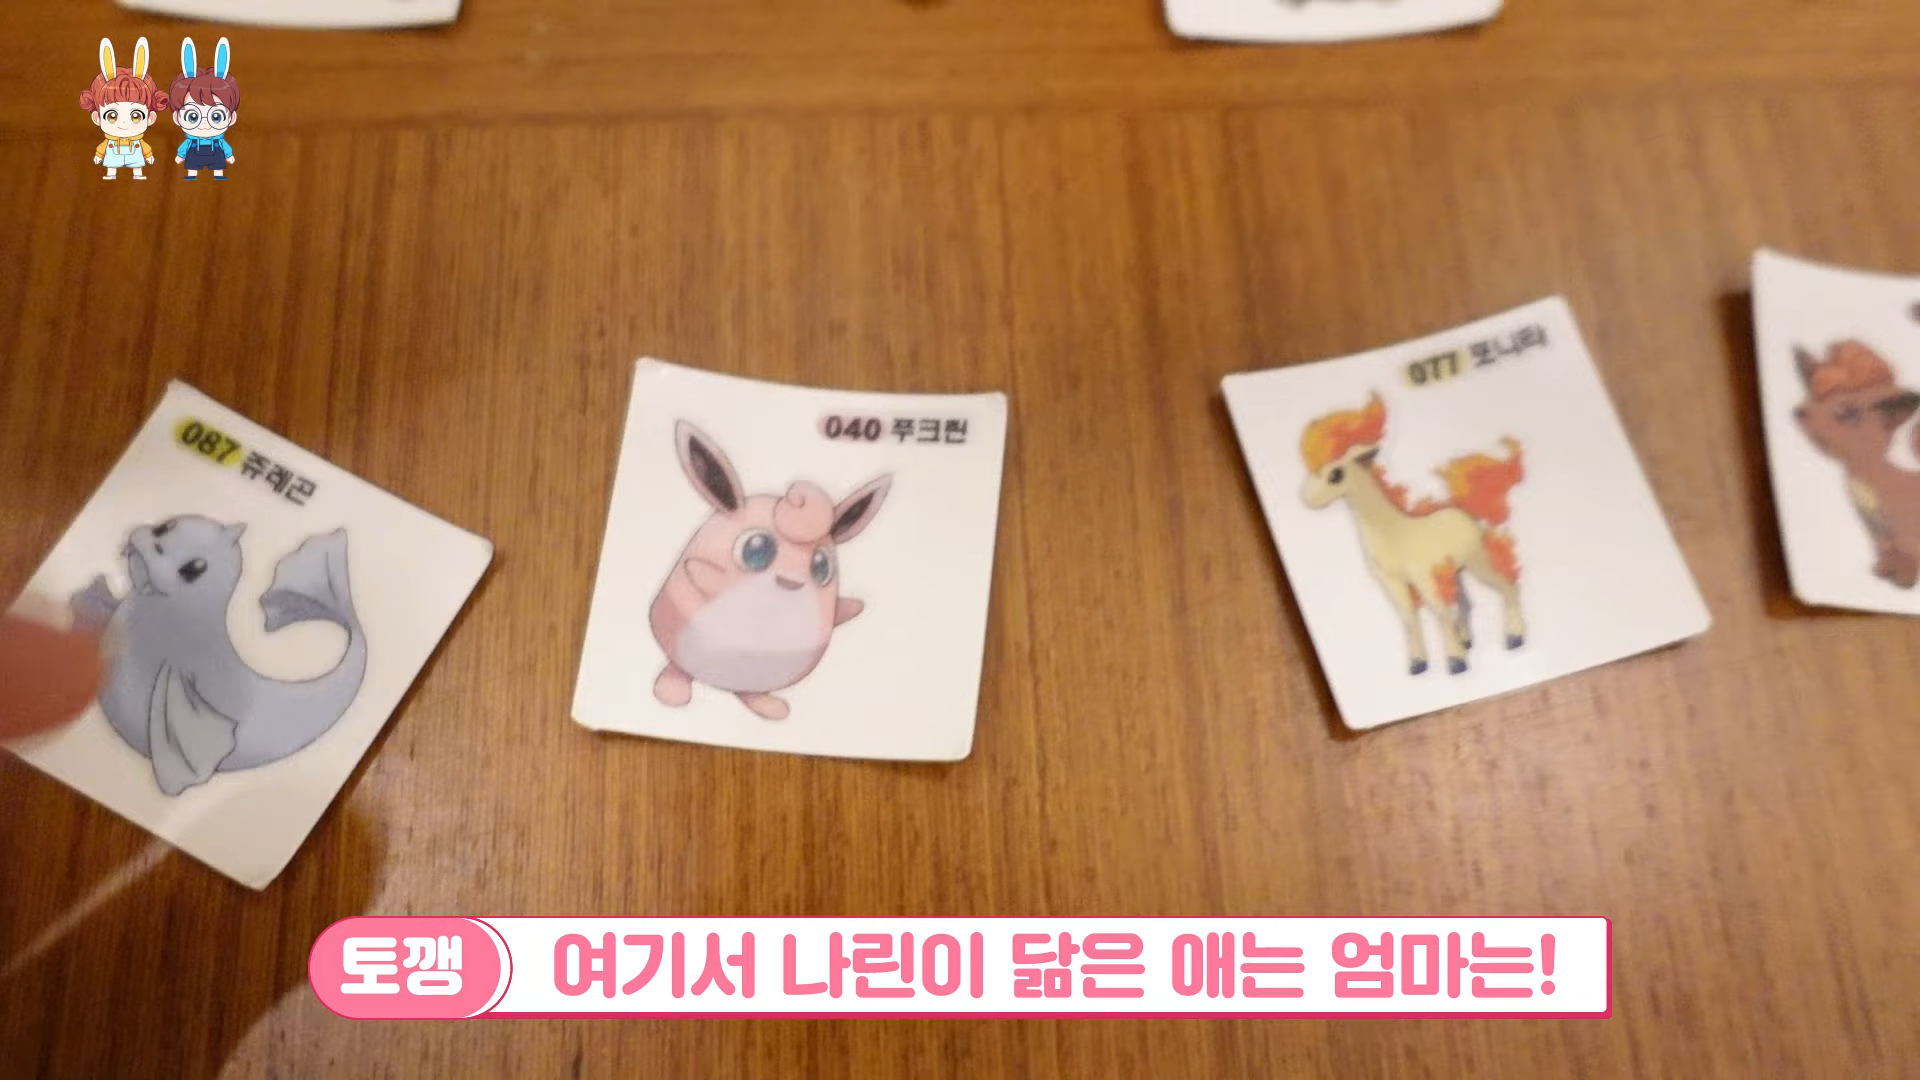 087 쥬레곤
040 푸크린
077 포니타
토깽
여기서 나린이 닮은 애는 엄마는!